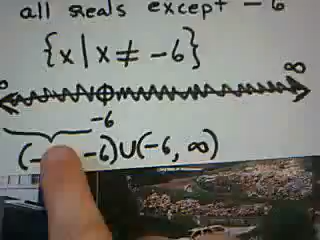 all reals except -6
{x|x ≠ -6}
∞
-6
(- -6)∪(-6, ∞)